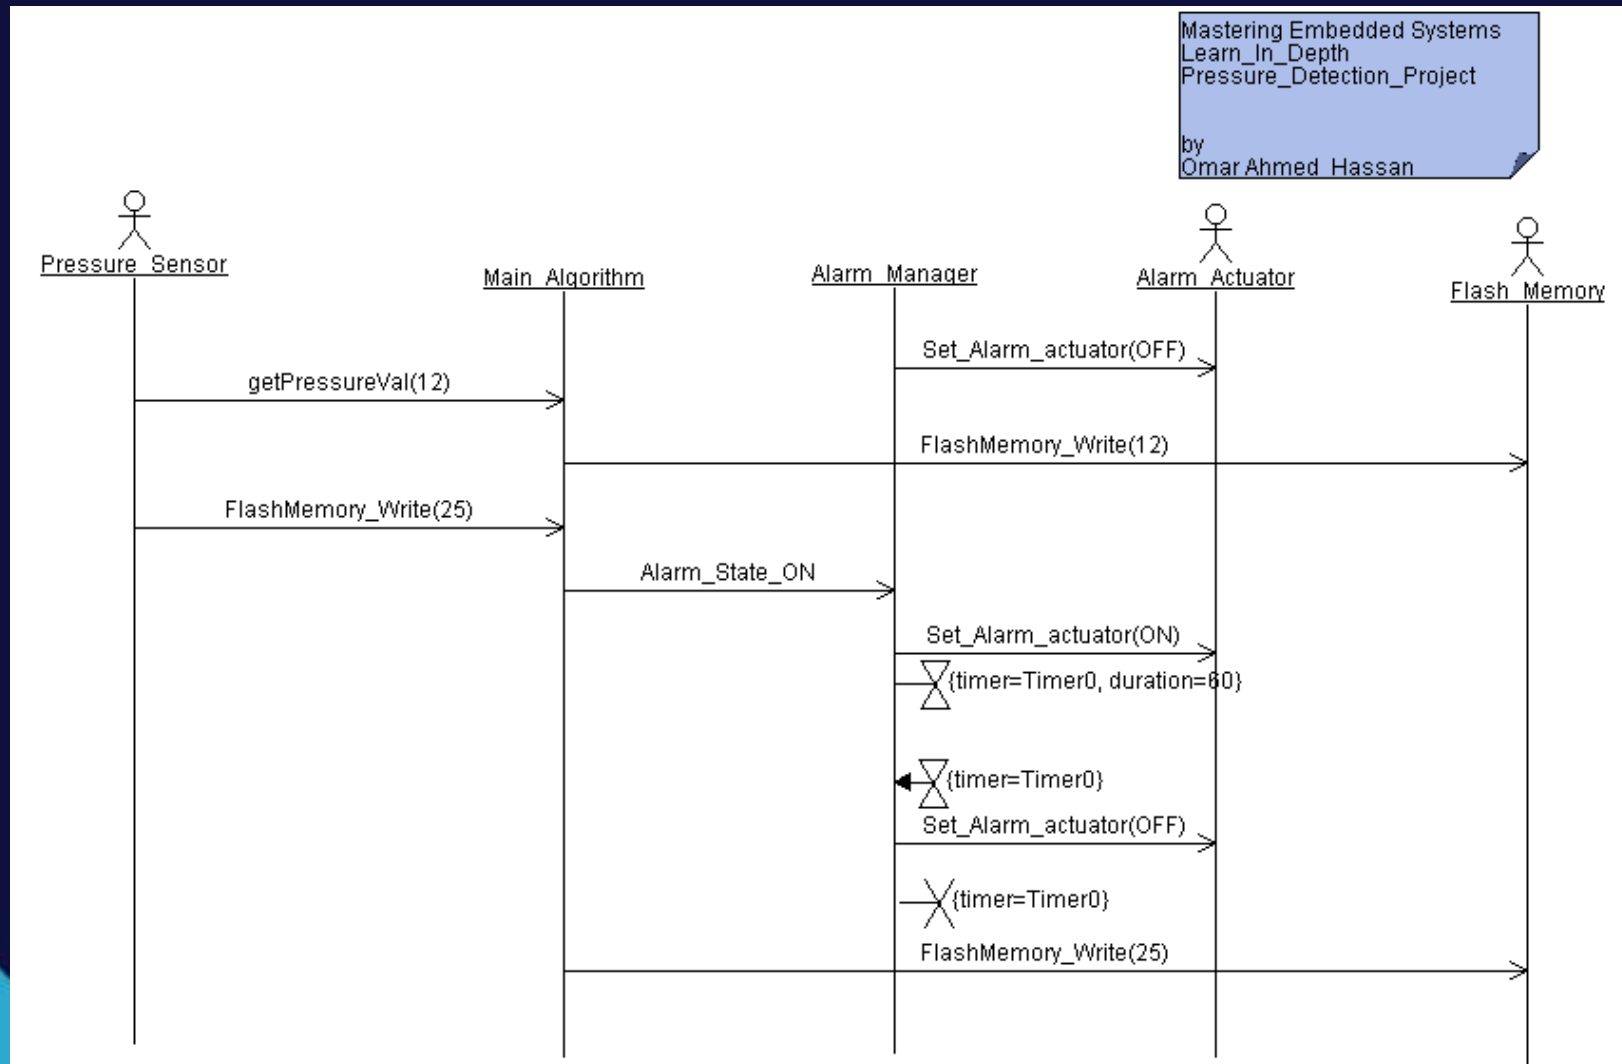 Mastering Embedded Systems
Learn_In_Depth
Pressure_Detection_Project
by
Omar Ahmed_Hassan
Pressure_Sensor
Main_Algorithm
Alarm_Manager
Alarm_Actuator
Flash_Memory
Set_Alarm_actuator(OFF)
getPressureVal(12)
FlashMemory_Write(12)
FlashMemory_Write(25)
Alarm_State_ON
Set_Alarm_actuator(ON)
{timer=Timer0, duration=60}
{timer=Timer0}
Set_Alarm_actuator(OFF)
{timer=Timer0}
FlashMemory_Write(25)